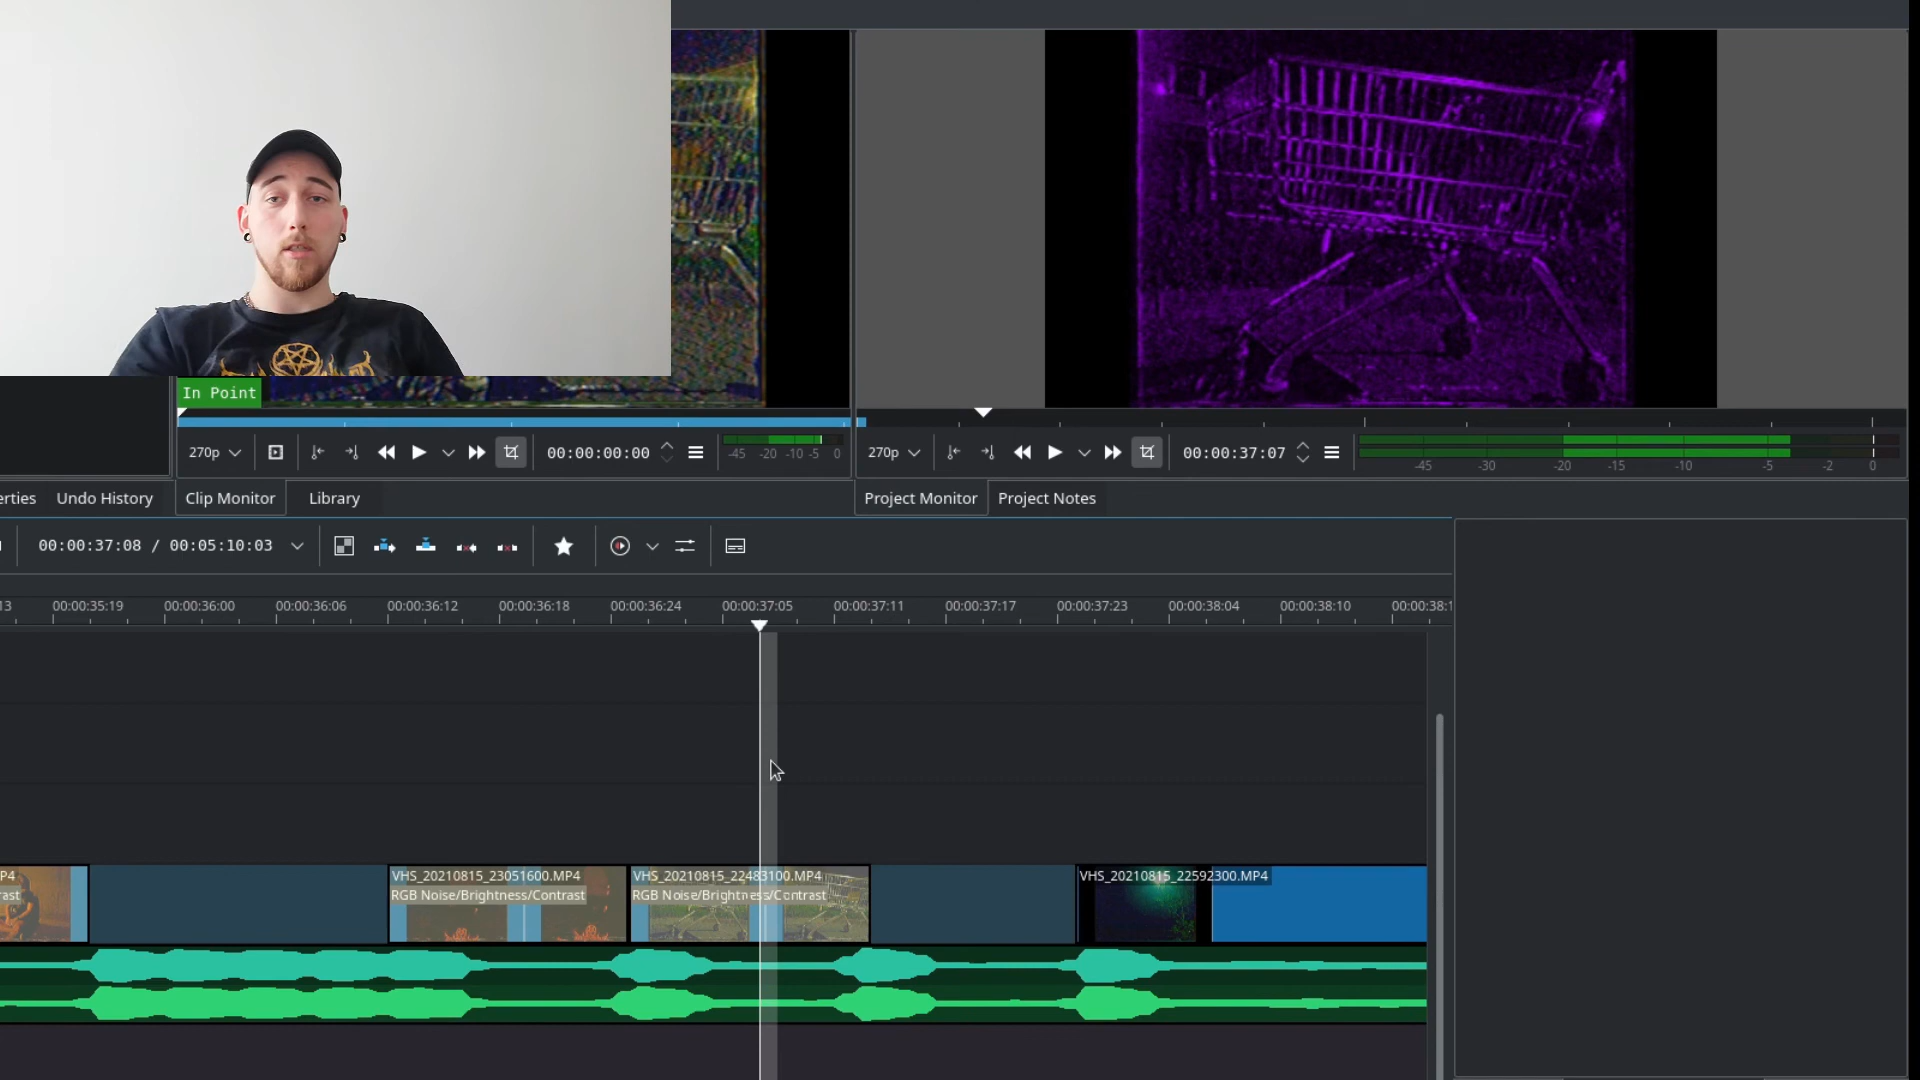 In Point
270p
00:00:00:00
-45 -20 -10 -5 0
270p
00:00:37:07
-45 -30 -20 -15 -10 -5 -2 0
erties
Undo History
Clip Monitor
Library
Project Monitor
Project Notes
00:00:37:08 / 00:05:10:03
13 00:00:35:19 00:00:36:00 00:00:36:06 00:00:36:12 00:00:36:18 00:00:36:24 00:00:37:05 00:00:37:11 00:00:37:17 00:00:37:23 00:00:38:04 00:00:38:10 00:00:38:1
P4
rast
VHS_20210815_23051600.MP4
RGB Noise/Brightness/Contrast
VHS_20210815_22483100.MP4
RGB Noise/Brightness/Contrast
VHS_20210815_22592300.MP4